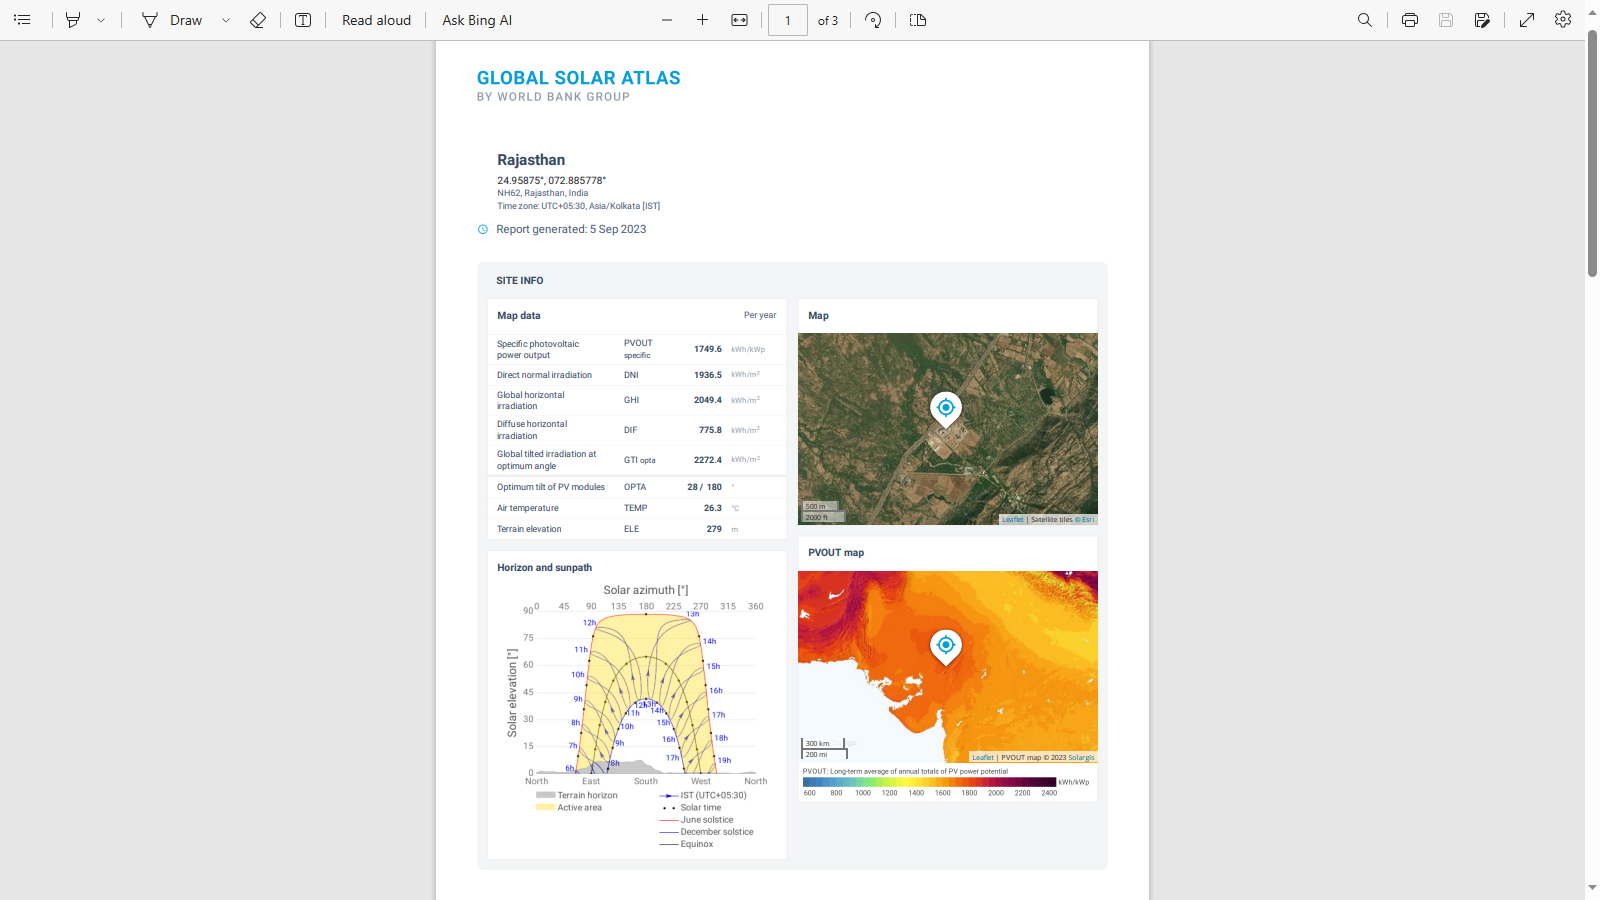 Draw
Read aloud
Ask Bing AI
1
of 3
GLOBAL SOLAR ATLAS
BY WORLD BANK GROUP
Rajasthan
24.95875°, 072.885778°
NH62, Rajasthan, India
Time zone: UTC+05:30, Asia/Kolkata [IST]
Report generated: 5 Sep 2023
SITE INFO
Map data Per year
Specific photovoltaic power output PVOUT specific 1749.6 kWh/kWp
Direct normal irradiation DNI 1936.5 kWh/m²
Global horizontal irradiation GHI 2049.4 kWh/m²
Diffuse horizontal irradiation DIF 775.8 kWh/m²
Global tilted irradiation at optimum angle GTI opta 2272.4 kWh/m²
Optimum tilt of PV modules OPTA 28 / 180 °
Air temperature TEMP 26.3 °C
Terrain elevation ELE 279 m
Map
500 m
2000 ft
Leaflet | Satellite tiles © Esri
Horizon and sunpath
Solar azimuth [°]
0 45 90 135 180 225 270 315 360
Solar elevation [°]
90
75
60
45
30
15
0
12h
11h
10h
9h
8h
7h
6h
13h
14h
15h
16h
17h
18h
19h
12h
13h
11h
14h
10h
15h
9h
16h
8h
17h
North East South West North
Terrain horizon
Active area
IST (UTC+05:30)
Solar time
June solstice
December solstice
Equinox
PVOUT map
300 km
200 mi
Leaflet | PVOUT map © 2023 Solargis
PVOUT: Long-term average of annual totals of PV power potential
kWh/kWp
600 800 1000 1200 1400 1600 1800 2000 2200 2400